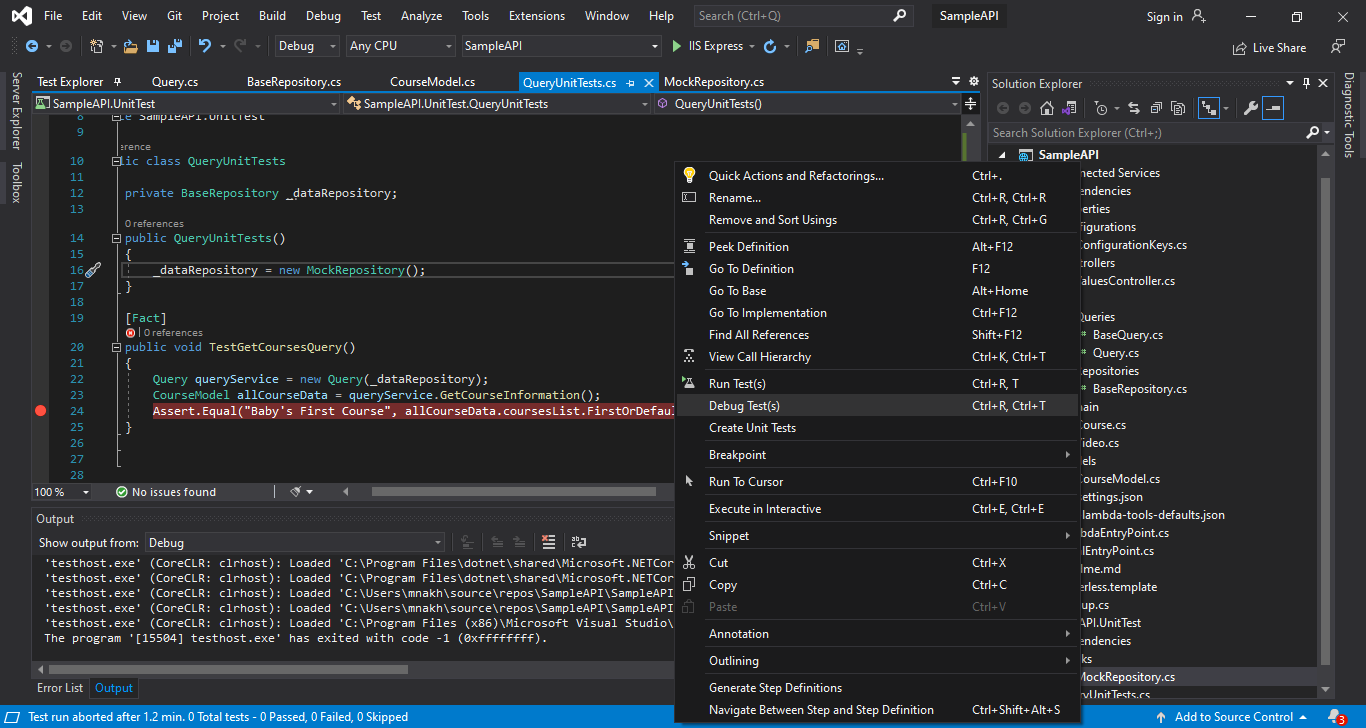 File Edit View Git Project Build Debug Test Analyze Tools Extensions Window Help Search (Ctrl+Q) SampleAPI Sign in
Debug Any CPU SampleAPI IIS Express Live Share
Server Explorer
Toolbox
Test Explorer Query.cs BaseRepository.cs CourseModel.cs QueryUnitTests.cs MockRepository.cs
SampleAPI.UnitTest SampleAPI.UnitTest.QueryUnitTests QueryUnitTests()
8 e SampleAPI.UnitTest
9
erence
10 lic class QueryUnitTests
11
12 private BaseRepository _dataRepository;
13
0 references
14 public QueryUnitTests()
15 {
16 _dataRepository = new MockRepository();
17 }
18
19 [Fact]
0 references
20 public void TestGetCoursesQuery()
21 {
22 Query queryService = new Query(_dataRepository);
23 CourseModel allCourseData = queryService.GetCourseInformation();
24 Assert.Equal("Baby's First Course", allCourseData.coursesList.FirstOrDefau
25 }
26
27
28
100 % No issues found
Output
Show output from: Debug
'testhost.exe' (CoreCLR: clrhost): Loaded 'C:\Program Files\dotnet\shared\Microsoft.NETCor
'testhost.exe' (CoreCLR: clrhost): Loaded 'C:\Program Files\dotnet\shared\Microsoft.NETCor
'testhost.exe' (CoreCLR: clrhost): Loaded 'C:\Users\mnakh\source\repos\SampleAPI\SampleAPI
'testhost.exe' (CoreCLR: clrhost): Loaded 'C:\Users\mnakh\source\repos\SampleAPI\SampleAPI
'testhost.exe' (CoreCLR: clrhost): Loaded 'C:\Program Files (x86)\Microsoft Visual Studio\
The program '[15504] testhost.exe' has exited with code -1 (0xffffffff).
Error List Output
Quick Actions and Refactorings... Ctrl+.
Rename... Ctrl+R, Ctrl+R
Remove and Sort Usings Ctrl+R, Ctrl+G
Peek Definition Alt+F12
Go To Definition F12
Go To Base Alt+Home
Go To Implementation Ctrl+F12
Find All References Shift+F12
View Call Hierarchy Ctrl+K, Ctrl+T
Run Test(s) Ctrl+R, T
Debug Test(s) Ctrl+R, Ctrl+T
Create Unit Tests
Breakpoint
Run To Cursor Ctrl+F10
Execute in Interactive Ctrl+E, Ctrl+E
Snippet
Cut Ctrl+X
Copy Ctrl+C
Paste Ctrl+V
Annotation
Outlining
Generate Step Definitions
Navigate Between Step and Step Definition Ctrl+Shift+Alt+S
Solution Explorer
Search Solution Explorer (Ctrl+;)
SampleAPI
nected Services
endencies
erties
figurations
ConfigurationKeys.cs
trollers
aluesController.cs
Queries
BaseQuery.cs
Query.cs
epositories
BaseRepository.cs
ain
Course.cs
ideo.cs
els
CourseModel.cs
settings.json
lambda-tools-defaults.json
bdaEntryPoint.cs
alEntryPoint.cs
dme.md
erless.template
up.cs
API.UnitTest
endencies
ks
MockRepository.cs
ryUnitTests.cs
Diagnostic Tools
Test run aborted after 1.2 min. 0 Total tests - 0 Passed, 0 Failed, 0 Skipped Add to Source Control 3